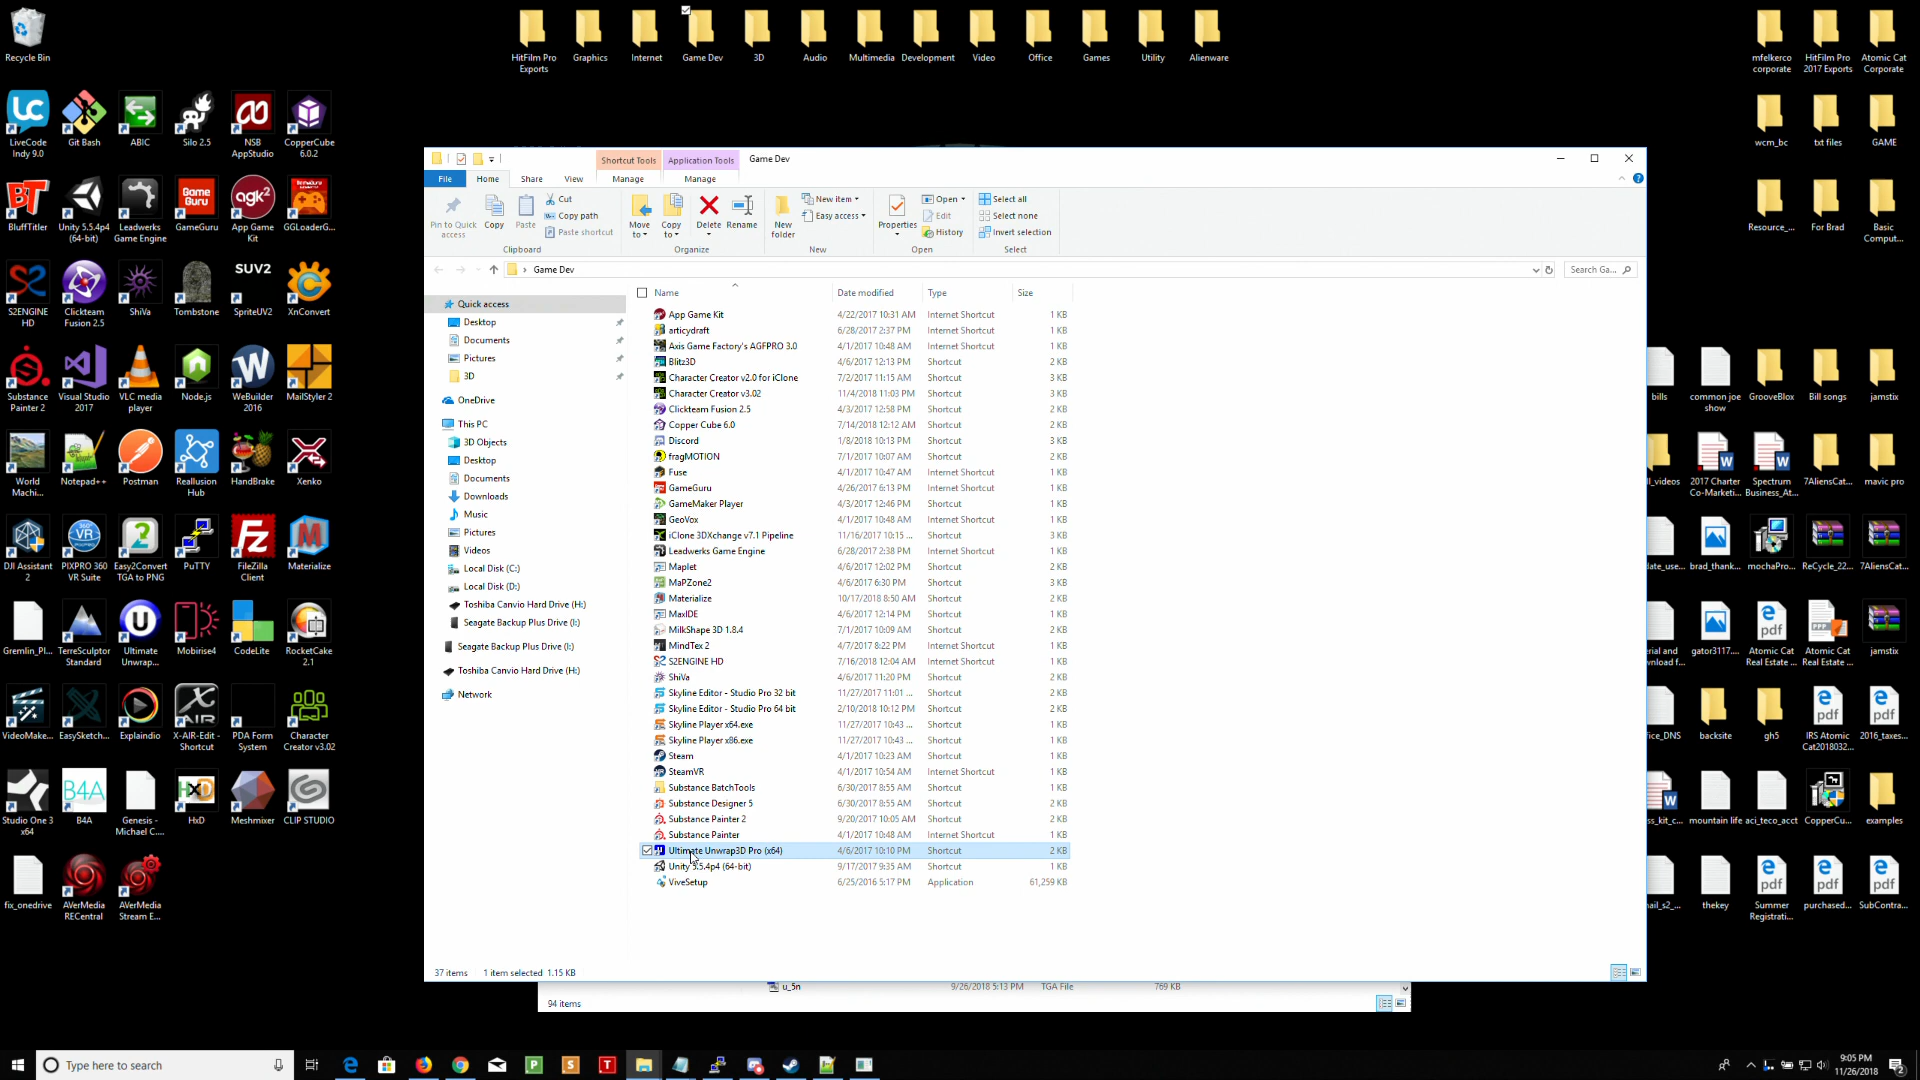 Recycle Bin
HitFilm Pro
Exports
Graphics
Internet
Game Dev
3D
Audio
Multimedia
Development
Video
Office
Games
Utility
Alienware
mfelkerco
corporate
HitFilm Pro
2017 Exports
Atomic Cat
Corporate
LiveCode
Indy 9.0
Git Bash
ABIC
Silo 2.5
NSB
AppStudio
CopperCube
6.0.2
wcm_bc
txt files
GAME
BluffTitler
Unity 5.5.4p4
(64-bit)
Leadwerks
Game Engine
GameGuru
App Game
Kit
GGLoaderG...
Resource_...
For Brad
Basic
Comput...
S2ENGINE
HD
Clickteam
Fusion 2.5
ShiVa
Tombstone
SUV2
SpriteUV2
XnConvert
Substance
Painter 2
Visual Studio
2017
VLC media
player
Node.js
WeBuilder
2016
MailStyler 2
bills
common joe
show
GrooveBlox
Bill songs
jamstix
World
Machi...
Notepad++
Postman
Reallusion
Hub
HandBrake
Xenko
ll_videos
2017 Charter
Co-Marketi...
Spectrum
Business_At...
7AliensCat...
mavic pro
DJI Assistant
2
PIXPRO 360
VR Suite
Easy2Convert
TGA to PNG
PuTTY
FileZilla
Client
Materialize
late_use...
brad_thank...
mochaPro...
ReCycle_22...
7AliensCat...
Gremlin_Pl...
TerreSculptor
Standard
Ultimate
Unwrap...
Mobirise4
CodeLite
RocketCake
2.1
gator3117...
Atomic Cat
Real Estate ...
Atomic Cat
Real Estate ...
jamstix
VideoMake...
EasySketch...
Explaindio
X-AIR-Edit -
Shortcut
PDA Form
System
Character
Creator v3.02
fice_DNS
backsite
gh5
IRS Atomic
Cat2018032...
2016_taxes...
Studio One 3
x64
B4A
Genesis -
Michael C....
HxD
Meshmixer
CLIP STUDIO
ss_kit_c...
mountain life
aci_teco_acct
CopperCu...
examples
fix_onedrive
AVerMedia
RECentral
AVerMedia
Stream E...
thekey
Summer
Registrati...
purchased...
SubContra...
Shortcut Tools
Application Tools
Game Dev
File
Home
Share
View
Manage
Manage
Pin to Quick
access
Copy
Paste
Cut
Copy path
Paste shortcut
Clipboard
Move
to
Copy
to
Delete
Rename
Organize
New
folder
New item
Easy access
New
Properties
Open
Edit
History
Open
Select all
Select none
Invert selection
Select
Game Dev
Search Ga...
Quick access
Desktop
Documents
Pictures
3D
OneDrive
This PC
3D Objects
Desktop
Documents
Downloads
Music
Pictures
Videos
Local Disk (C:)
Local Disk (D:)
Toshiba Canvio Hard Drive (H:)
Seagate Backup Plus Drive (I:)
Seagate Backup Plus Drive (I:)
Toshiba Canvio Hard Drive (H:)
Network
Name Date modified Type Size
App Game Kit 4/22/2017 10:31 AM Internet Shortcut 1 KB
articydraft 6/28/2017 2:37 PM Internet Shortcut 1 KB
Axis Game Factory's AGFPRO 3.0 4/1/2017 10:48 AM Internet Shortcut 1 KB
Blitz3D 4/6/2017 12:13 PM Shortcut 2 KB
Character Creator v2.0 for iClone 7/2/2017 11:15 AM Shortcut 3 KB
Character Creator v3.02 11/4/2018 11:03 PM Shortcut 3 KB
Clickteam Fusion 2.5 4/3/2017 12:58 PM Shortcut 2 KB
Copper Cube 6.0 7/14/2018 12:12 AM Shortcut 2 KB
Discord 1/8/2018 10:13 PM Shortcut 3 KB
fragMOTION 7/1/2017 10:07 AM Shortcut 2 KB
Fuse 4/1/2017 10:47 AM Internet Shortcut 1 KB
GameGuru 4/26/2017 6:13 PM Internet Shortcut 1 KB
GameMaker Player 4/3/2017 12:46 PM Shortcut 2 KB
GeoVox 4/1/2017 10:48 AM Internet Shortcut 1 KB
iClone 3DXchange v7.1 Pipeline 11/16/2017 10:15 ... Shortcut 3 KB
Leadwerks Game Engine 6/28/2017 2:38 PM Internet Shortcut 1 KB
Maplet 4/6/2017 12:02 PM Shortcut 2 KB
MaPZone2 4/6/2017 6:30 PM Shortcut 3 KB
Materialize 10/17/2018 8:50 AM Shortcut 2 KB
MaxIDE 4/6/2017 12:14 PM Shortcut 1 KB
MilkShape 3D 1.8.4 7/1/2017 10:09 AM Shortcut 2 KB
MindTex 2 4/7/2017 8:22 PM Internet Shortcut 1 KB
S2ENGINE HD 7/16/2018 12:04 AM Internet Shortcut 1 KB
ShiVa 4/6/2017 11:20 PM Shortcut 2 KB
Skyline Editor - Studio Pro 32 bit 11/27/2017 11:01 ... Shortcut 2 KB
Skyline Editor - Studio Pro 64 bit 2/10/2018 10:12 PM Shortcut 2 KB
Skyline Player x64.exe 11/27/2017 10:43 ... Shortcut 1 KB
Skyline Player x86.exe 11/27/2017 10:43 ... Shortcut 1 KB
Steam 4/1/2017 10:23 AM Shortcut 1 KB
SteamVR 4/1/2017 10:54 AM Internet Shortcut 1 KB
Substance BatchTools 6/30/2017 8:55 AM Shortcut 1 KB
Substance Designer 5 6/30/2017 8:55 AM Shortcut 2 KB
Substance Painter 2 9/20/2017 10:05 AM Shortcut 2 KB
Substance Painter 4/1/2017 10:48 AM Internet Shortcut 1 KB
Ultimate Unwrap3D Pro (x64) 4/6/2017 10:10 PM Shortcut 2 KB
Unity 5.5.4p4 (64-bit) 9/17/2017 9:35 AM Shortcut 1 KB
ViveSetup 6/25/2016 5:17 PM Application 61,259 KB
37 items 1 item selected 1.15 KB
u_5n 9/26/2018 5:13 PM TGA File 769 KB
94 items
Type here to search
9:05 PM
11/26/2018